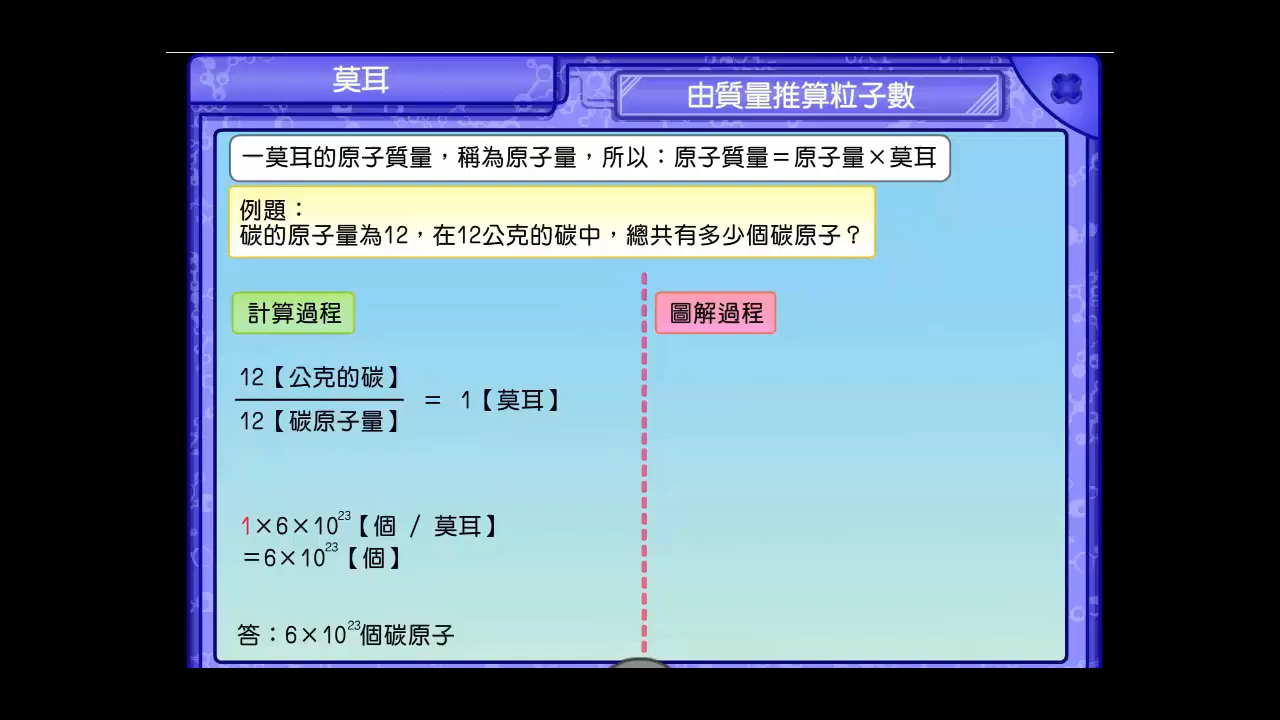 莫耳
由質量推算粒子數
一莫耳的原子質量，稱為原子量，所以：原子質量＝原子量×莫耳
例題：
碳的原子量為12，在12公克的碳中，總共有多少個碳原子？
計算過程
12【公克的碳】
12【碳原子量】
＝ 1【莫耳】
1×6×10²³【個 / 莫耳】
＝6×10²³【個】
答：6×10²³個碳原子
圖解過程